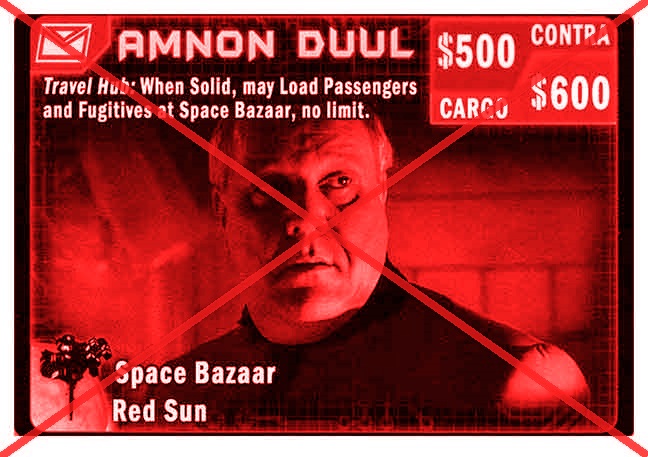 AMNON DUUL
$500
CONTRA
CARGO
$600
Travel Hub: When Solid, may Load Passengers
and Fugitives at Space Bazaar, no limit.
Space Bazaar
Red Sun